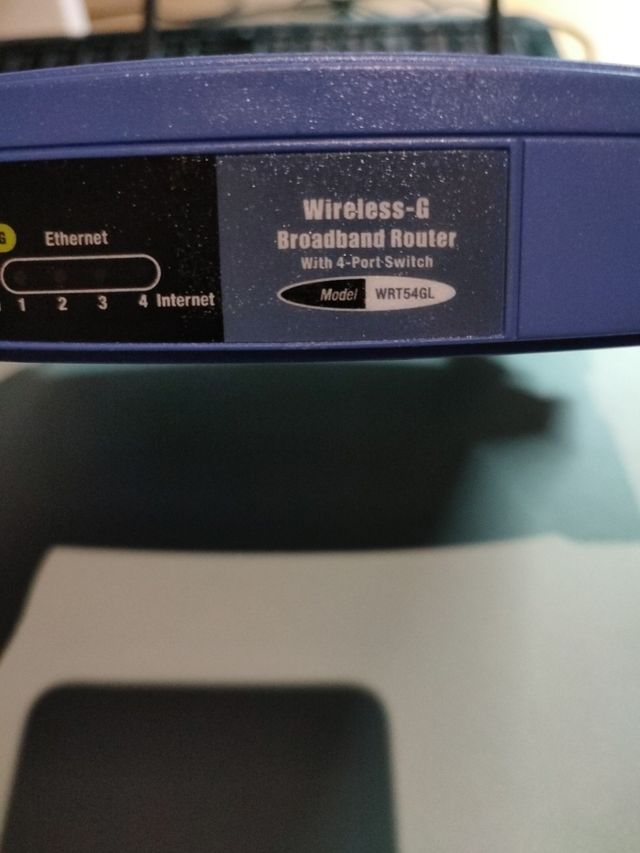 G
Ethernet
1 2 3 4 Internet
Wireless-G
Broadband Router
With 4-Port Switch
Model WRT54GL